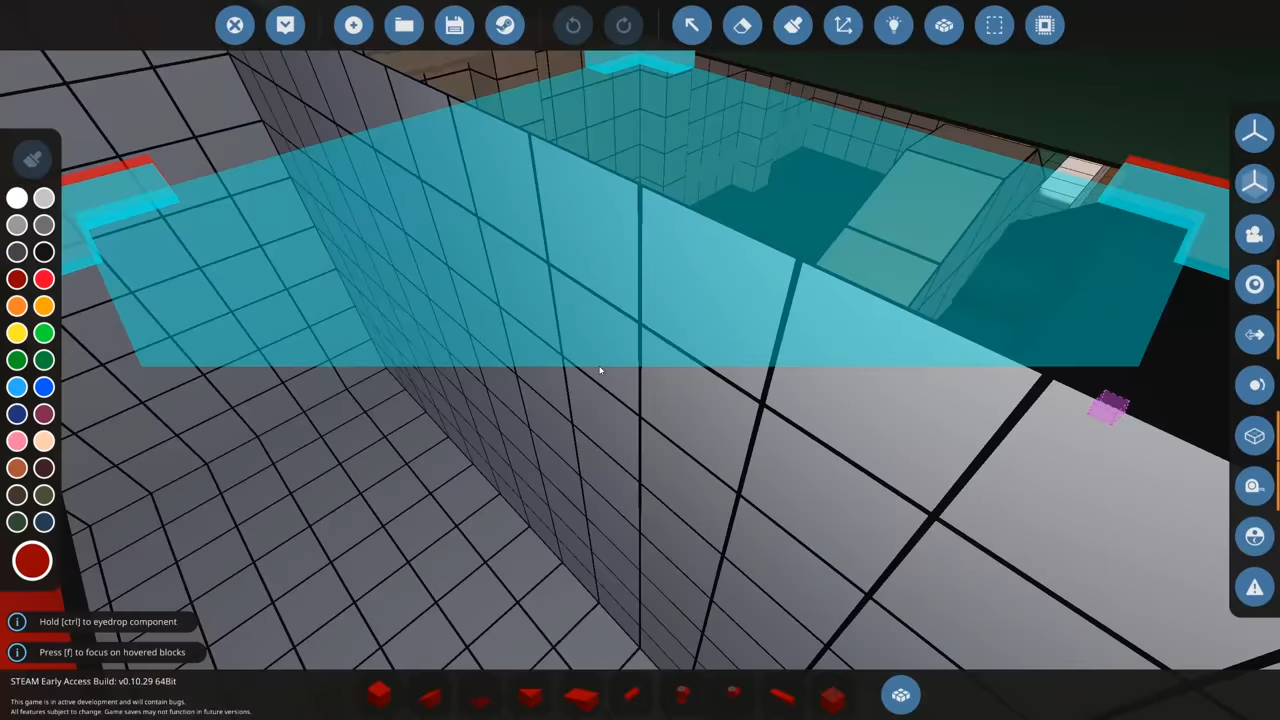 Hold [ctrl] to eyedrop component
Press [f] to focus on hovered blocks
STEAM Early Access Build: v0.10.29 64Bit
This game is in active development and will contain bugs.
All features subject to change. Game saves may not function in future versions.